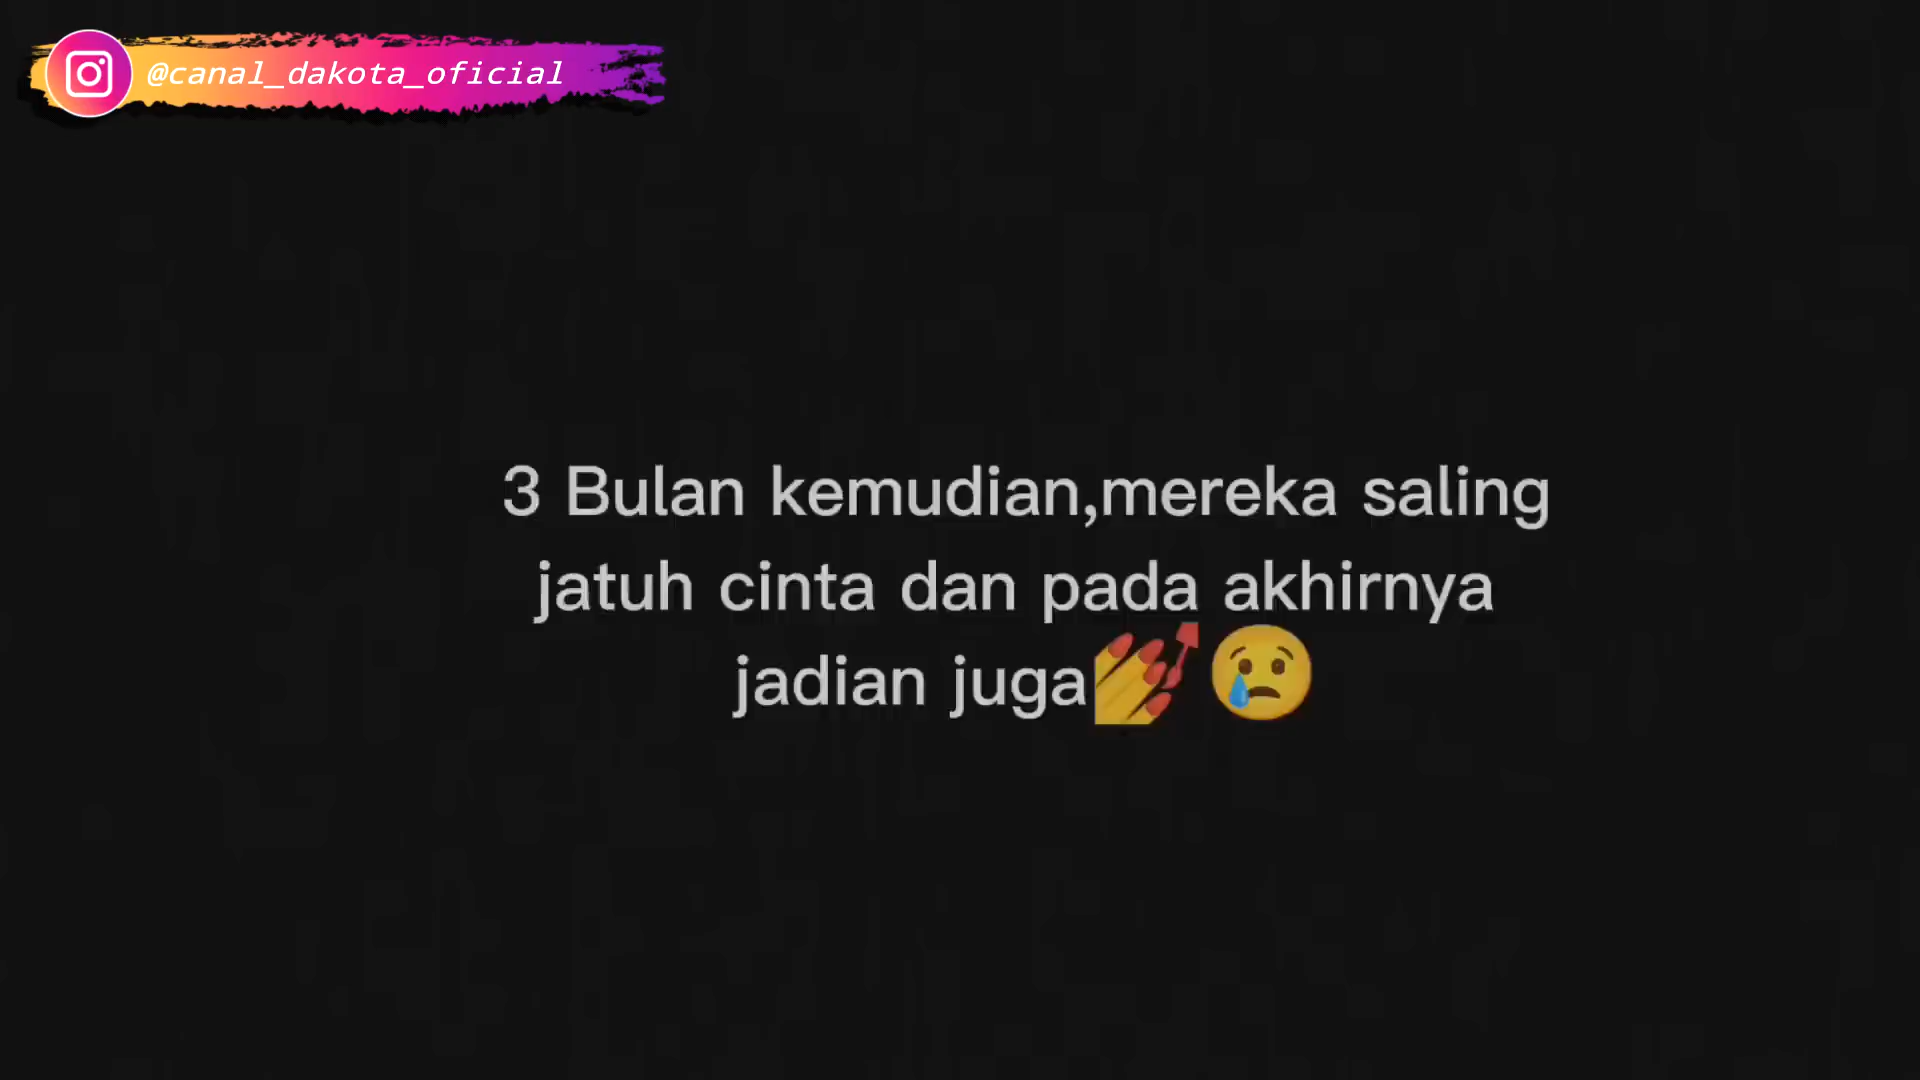 @canal_dakota_oficial
3 Bulan kemudian,mereka saling
jatuh cinta dan pada akhirnya
jadian juga💅😢